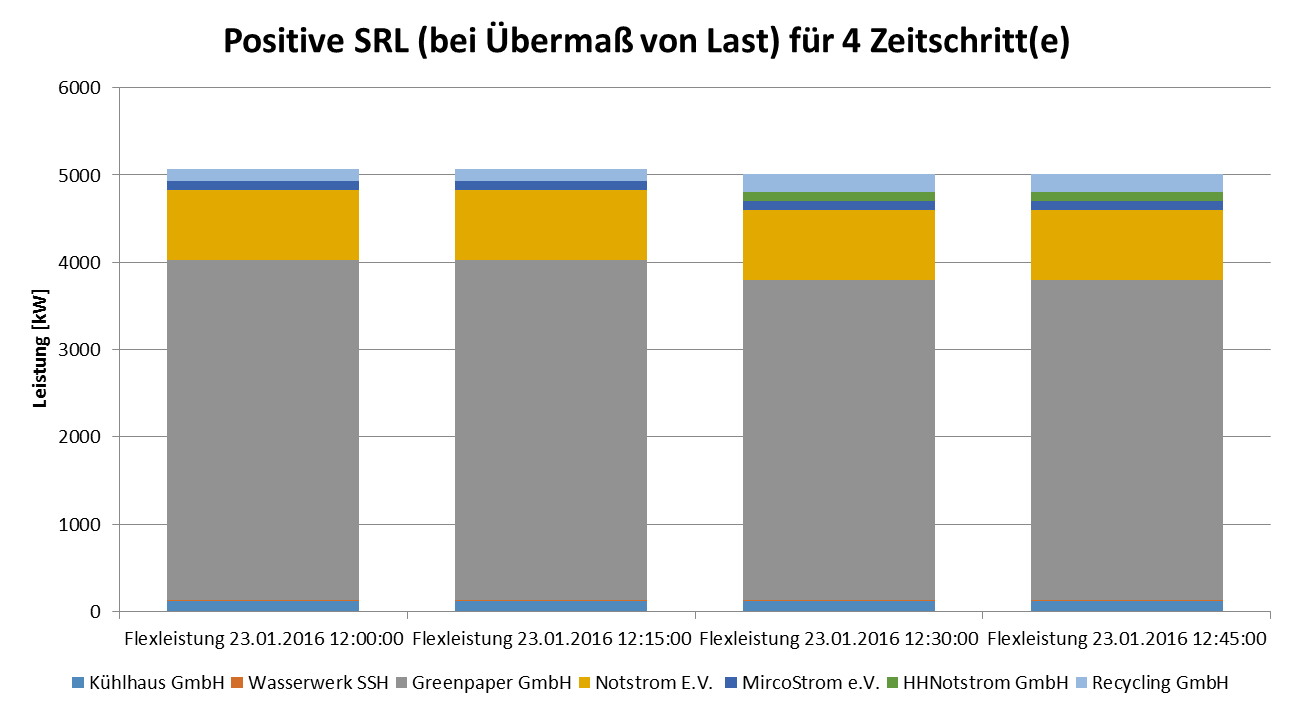 Positive SRL (bei Übermaß von Last) für 4 Zeitschritt(e)
6000
5000
4000
3000
2000
1000
0
Leistung [kW]
Flexleistung 23.01.2016 12:00:00 Flexleistung 23.01.2016 12:15:00 Flexleistung 23.01.2016 12:30:00 Flexleistung 23.01.2016 12:45:00
Kühlhaus GmbH Wasserwerk SSH Greenpaper GmbH Notstrom E.V. MircoStrom e.V. HHNotstrom GmbH Recycling GmbH